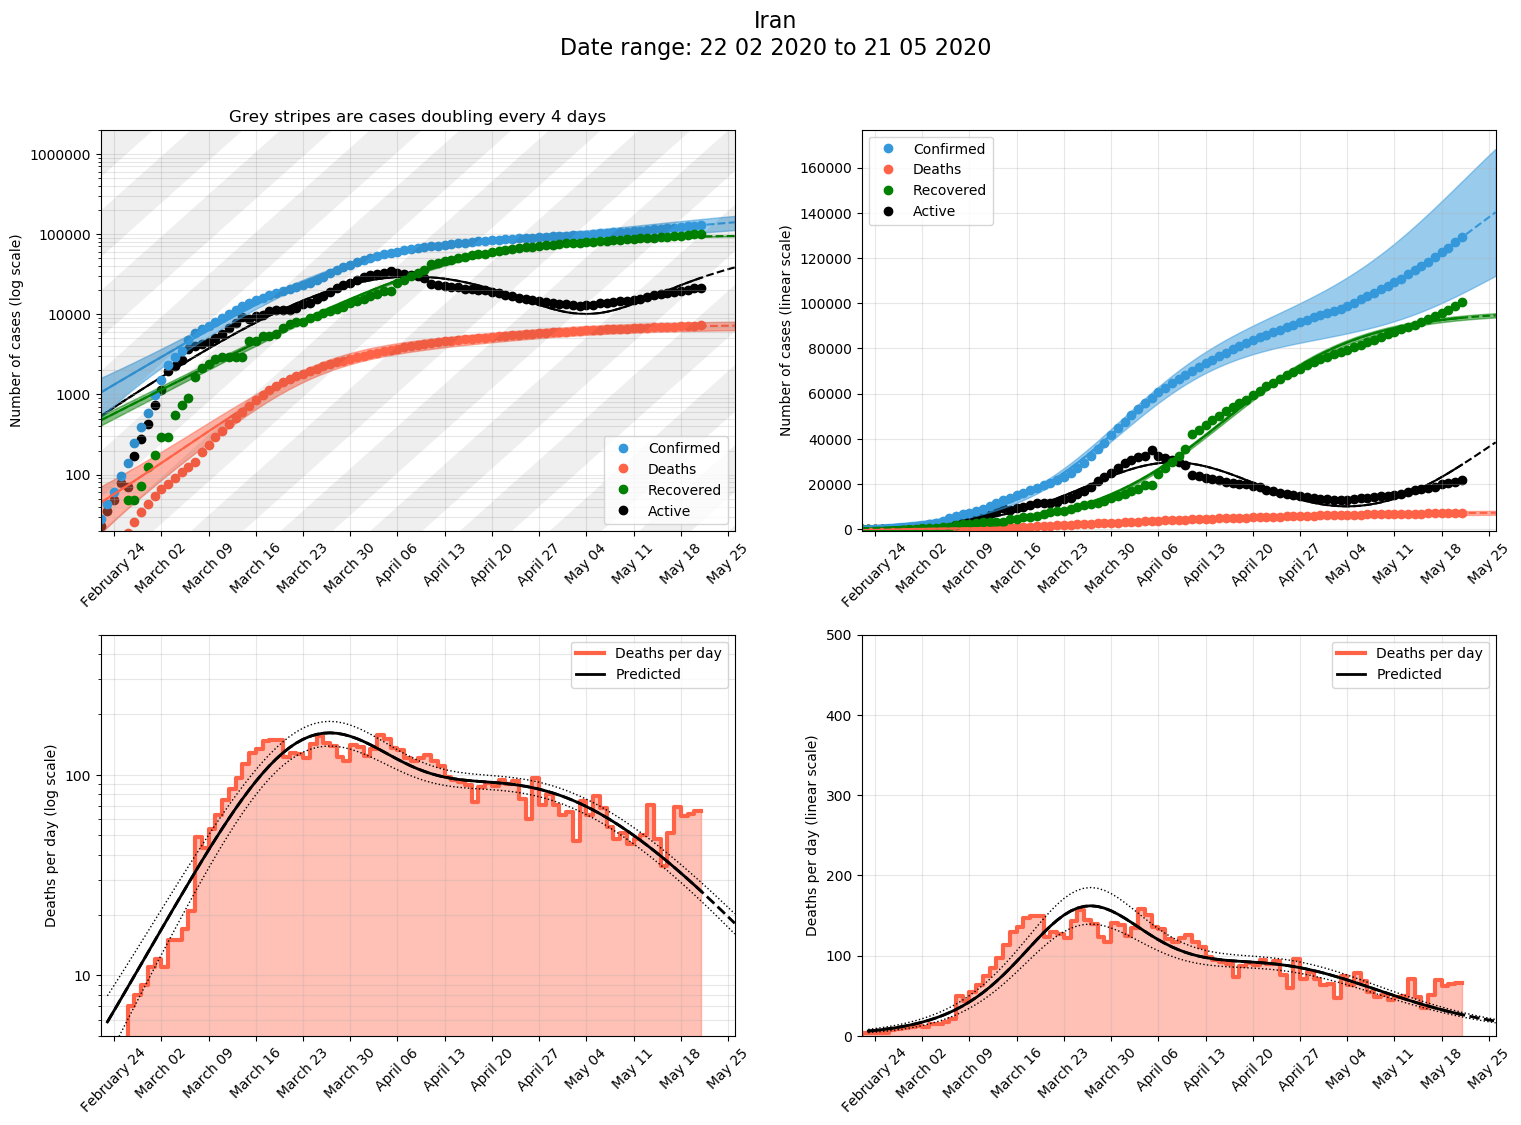 Iran
Date range: 22 02 2020 to 21 05 2020
Grey stripes are cases doubling every 4 days
Number of cases (log scale)
1000000
100000
10000
1000
100
Confirmed
Deaths
Recovered
Active
February 24
March 02
March 09
March 16
March 23
March 30
April 06
April 13
April 20
April 27
May 04
May 11
May 18
May 25
Number of cases (linear scale)
160000
140000
120000
100000
80000
60000
40000
20000
0
Confirmed
Deaths
Recovered
Active
February 24
March 02
March 09
March 16
March 23
March 30
April 06
April 13
April 20
April 27
May 04
May 11
May 18
May 25
Deaths per day (log scale)
100
10
Deaths per day
Predicted
February 24
March 02
March 09
March 16
March 23
March 30
April 06
April 13
April 20
April 27
May 04
May 11
May 18
May 25
Deaths per day (linear scale)
500
400
300
200
100
0
Deaths per day
Predicted
February 24
March 02
March 09
March 16
March 23
March 30
April 06
April 13
April 20
April 27
May 04
May 11
May 18
May 25